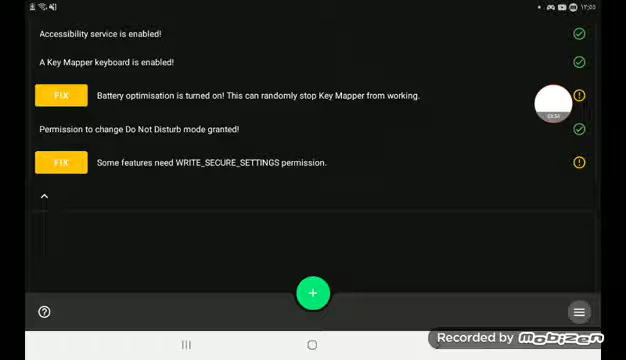 ١٢:٥٥
Accessibility service is enabled!
A Key Mapper keyboard is enabled!
FIX Battery optimisation is turned on! This can randomly stop Key Mapper from working.
Permission to change Do Not Disturb mode granted!
FIX Some features need WRITE_SECURE_SETTINGS permission.
Recorded by mobizen